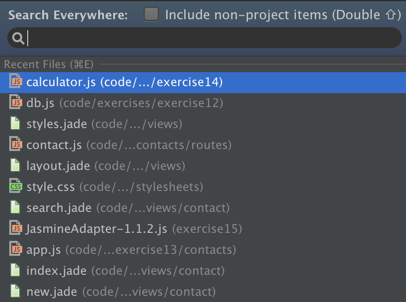 Search Everywhere: Include non-project items (Double ⇧)
Recent Files (⌘E)
calculator.js (code/.../exercise14)
db.js (code/exercises/exercise12)
styles.jade (code/.../views)
contact.js (code/...contacts/routes)
layout.jade (code/.../views)
style.css (code/.../stylesheets)
search.jade (code/...views/contact)
JasmineAdapter-1.1.2.js (exercise15)
app.js (code/...exercise13/contacts)
index.jade (code/...views/contact)
new.jade (code/...views/contact)